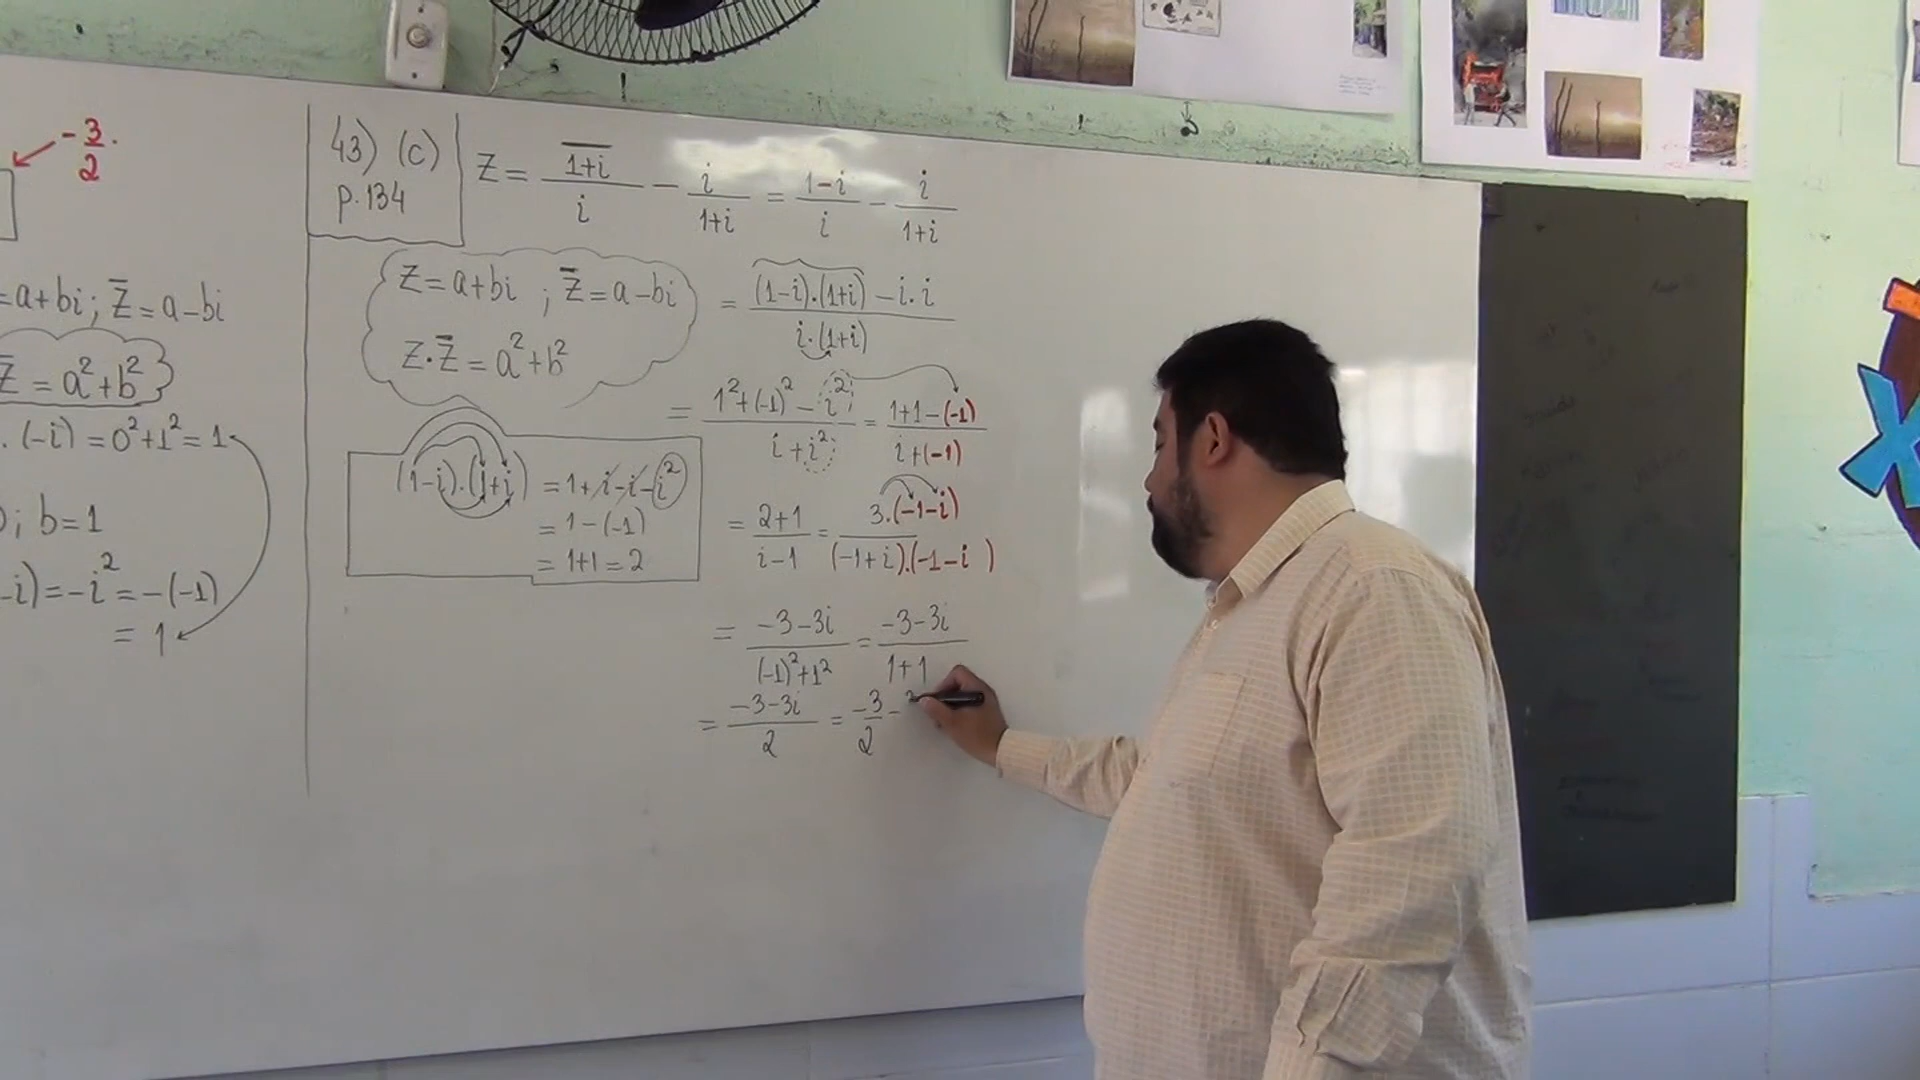 -3/2.
=a+bi; z̄=a-bi
z̄ = a²+b²
.(-i)=0²+1²=1
; b=1
-i)=-i²=-(-1)
= 1
43) (c)
p.134
z = \overline{1+i}/i - i/(1+i) = (1-i)/i - i/(1+i)
z=a+bi ; z̄=a-bi
z·z̄ = a²+b²
= ((1-i).(1+i) - i.i)/(i.(1+i))
= (1²+(-1)²-i²)/(i+i²) = (1+1-(-1))/(i+(-1))
(1-i).(1+i) = 1+i-i-i²
= 1-(-1)
= 1+1=2
= (2+1)/(i-1) = 3.(-1-i)/((-1+i).(-1-i))
= (-3-3i)/((-1)²+1²) = (-3-3i)/(1+1)
= (-3-3i)/2 = -3/2 -